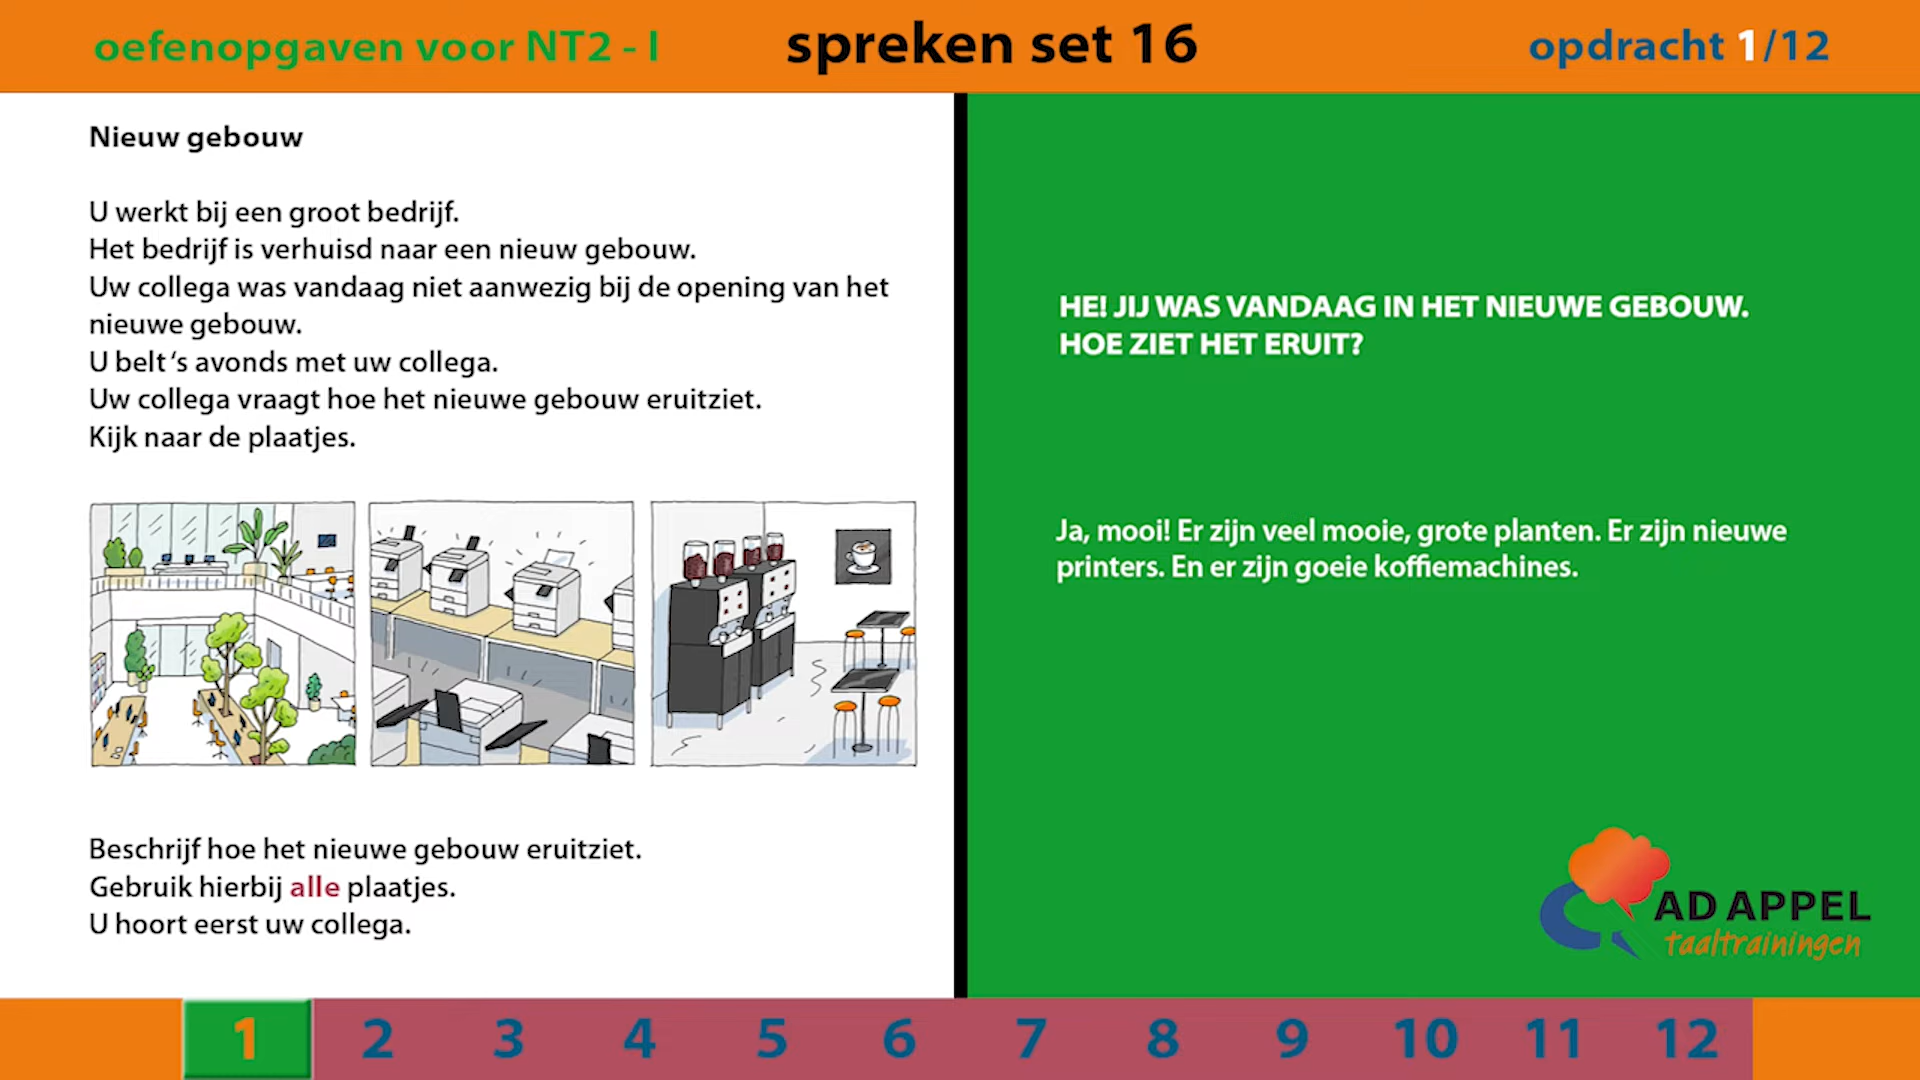 oefenopgaven voor NT2 - I
spreken set 16
opdracht 1/12
Nieuw gebouw
U werkt bij een groot bedrijf.
Het bedrijf is verhuisd naar een nieuw gebouw.
Uw collega was vandaag niet aanwezig bij de opening van het
nieuwe gebouw.
U belt ‘s avonds met uw collega.
Uw collega vraagt hoe het nieuwe gebouw eruitziet.
Kijk naar de plaatjes.
Beschrijf hoe het nieuwe gebouw eruitziet.
Gebruik hierbij alle plaatjes.
U hoort eerst uw collega.
HE! JIJ WAS VANDAAG IN HET NIEUWE GEBOUW.
HOE ZIET HET ERUIT?
Ja, mooi! Er zijn veel mooie, grote planten. Er zijn nieuwe
printers. En er zijn goeie koffiemachines.
AD APPEL
taaltrainingen
1 2 3 4 5 6 7 8 9 10 11 12